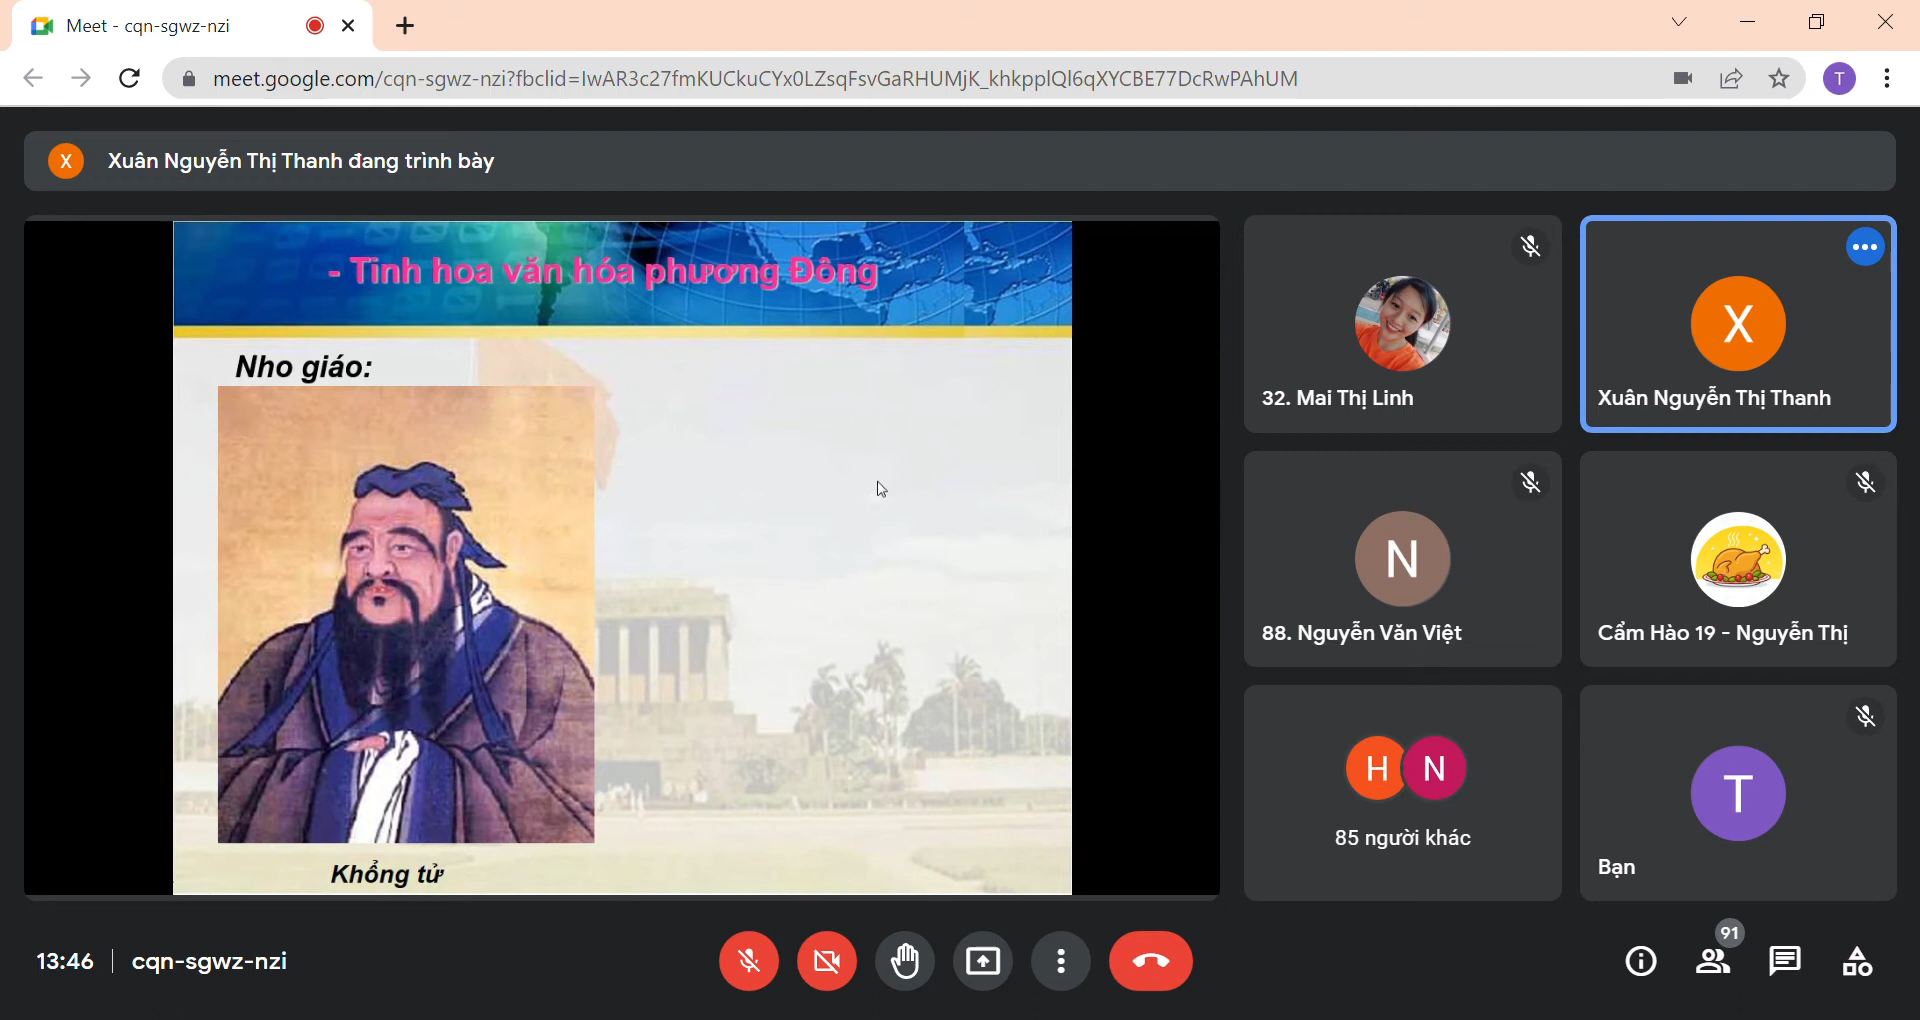 Meet - cqn-sgwz-nzi
meet.google.com/cqn-sgwz-nzi?fbclid=IwAR3c27fmKUCkuCYx0LZsqFsvGaRHUMjK_khkpplQl6qXYCBE77DcRwPAhUM
T
X
Xuân Nguyễn Thị Thanh đang trình bày
- Tinh hoa văn hóa phương Đông
Nho giáo:
Khổng tử
32. Mai Thị Linh
X
Xuân Nguyễn Thị Thanh
N
88. Nguyễn Văn Việt
Cẩm Hào 19 - Nguyễn Thị
H N
85 người khác
T
Bạn
13:46
cqn-sgwz-nzi
91